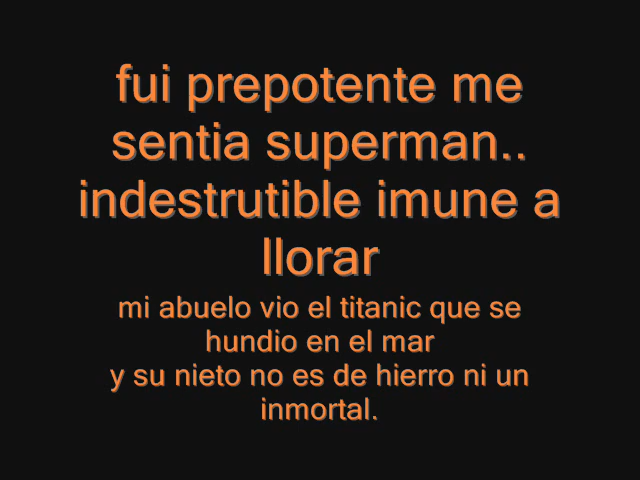 fui prepotente me
sentia superman..
indestrutible imune a
llorar
mi abuelo vio el titanic que se
hundio en el mar
y su nieto no es de hierro ni un
inmortal.